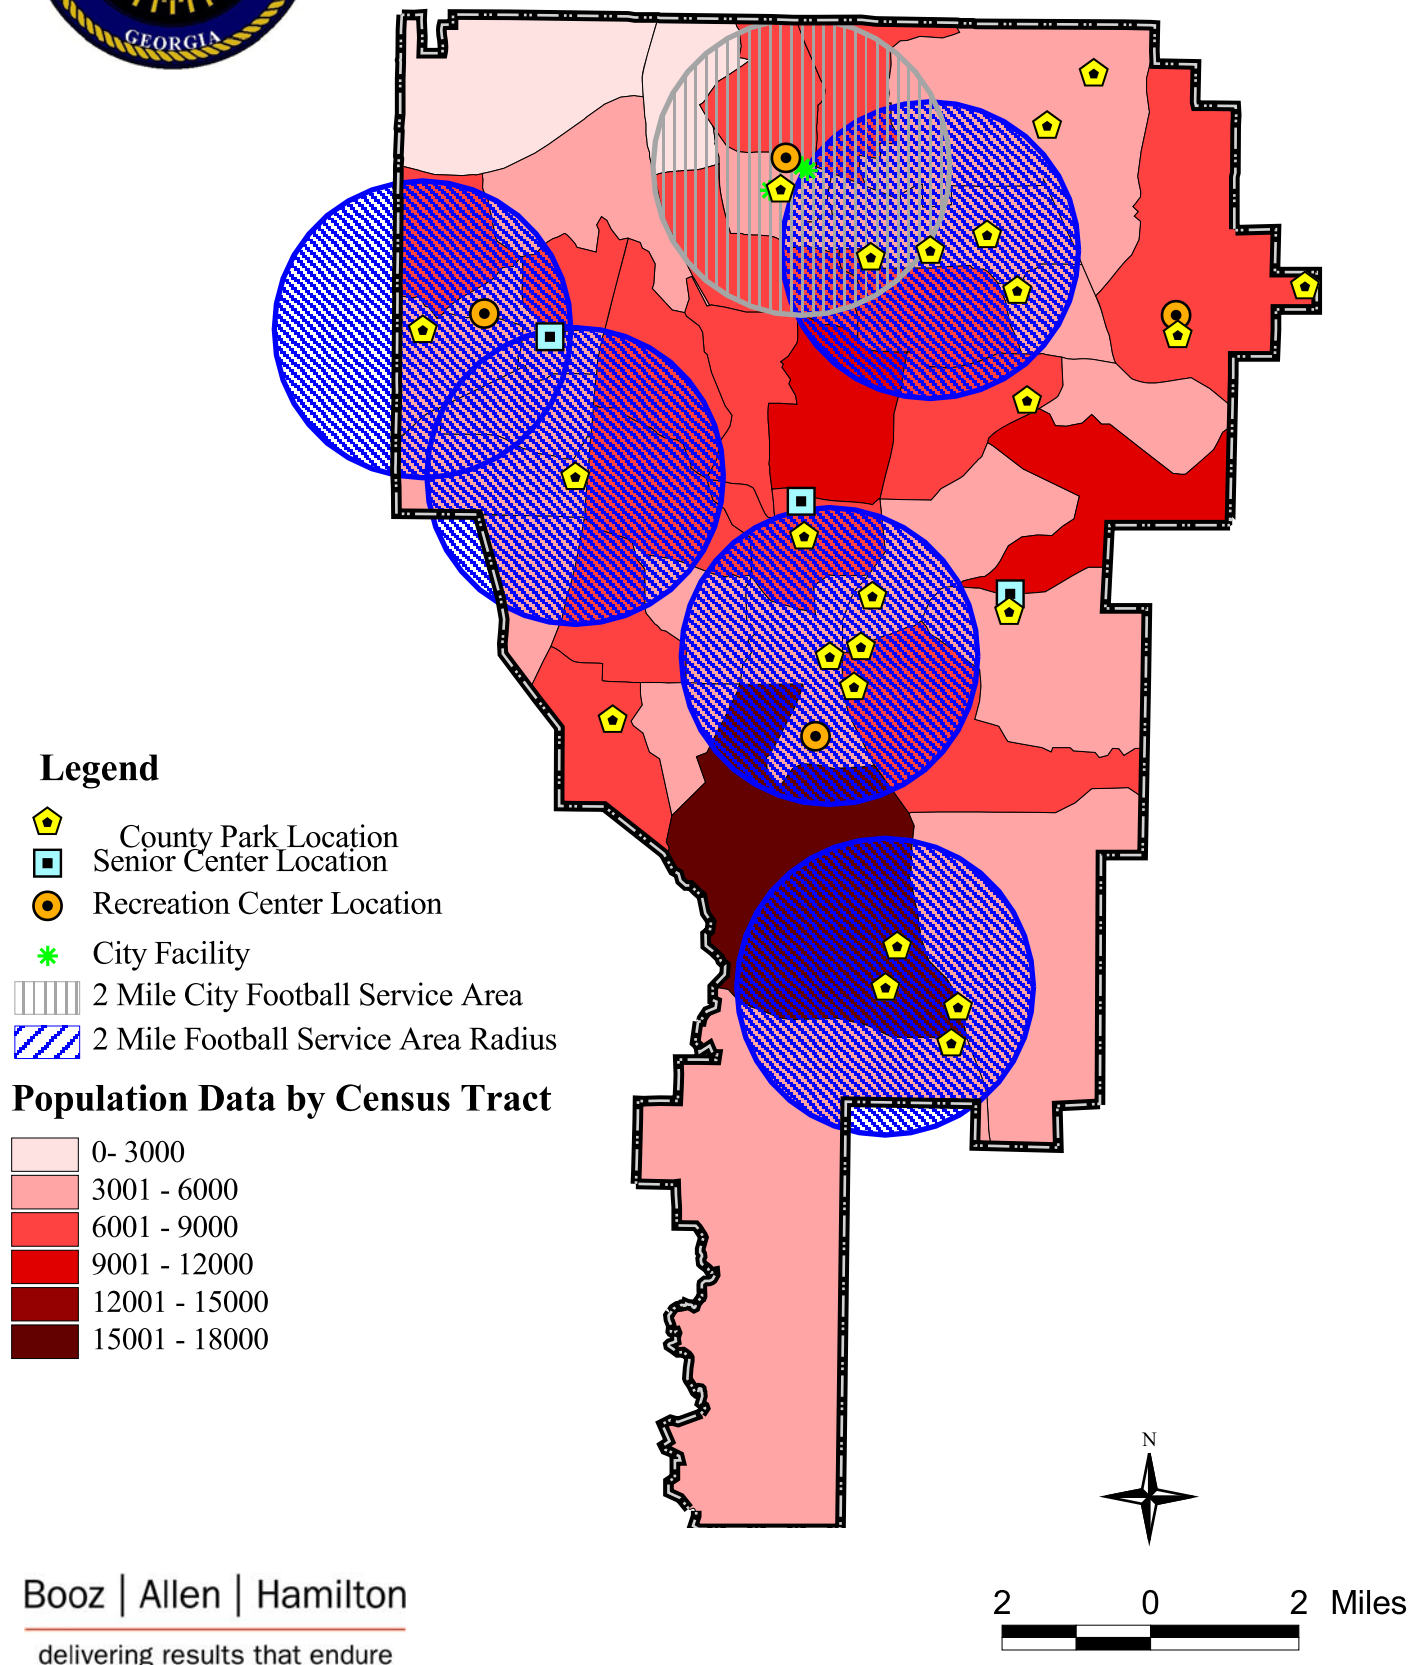 GEORGIA
Legend
County Park Location
Senior Center Location
Recreation Center Location
City Facility
2 Mile City Football Service Area
2 Mile Football Service Area Radius
Population Data by Census Tract
0- 3000
3001 - 6000
6001 - 9000
9001 - 12000
12001 - 15000
15001 - 18000
N
2 0 2 Miles
Booz | Allen | Hamilton
delivering results that endure